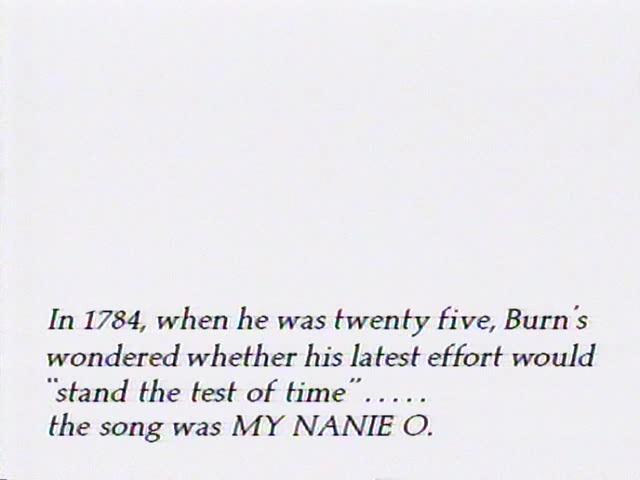 In 1784, when he was twenty five, Burn's
wondered whether his latest effort would
"stand the test of time".....
the song was MY NANIE O.